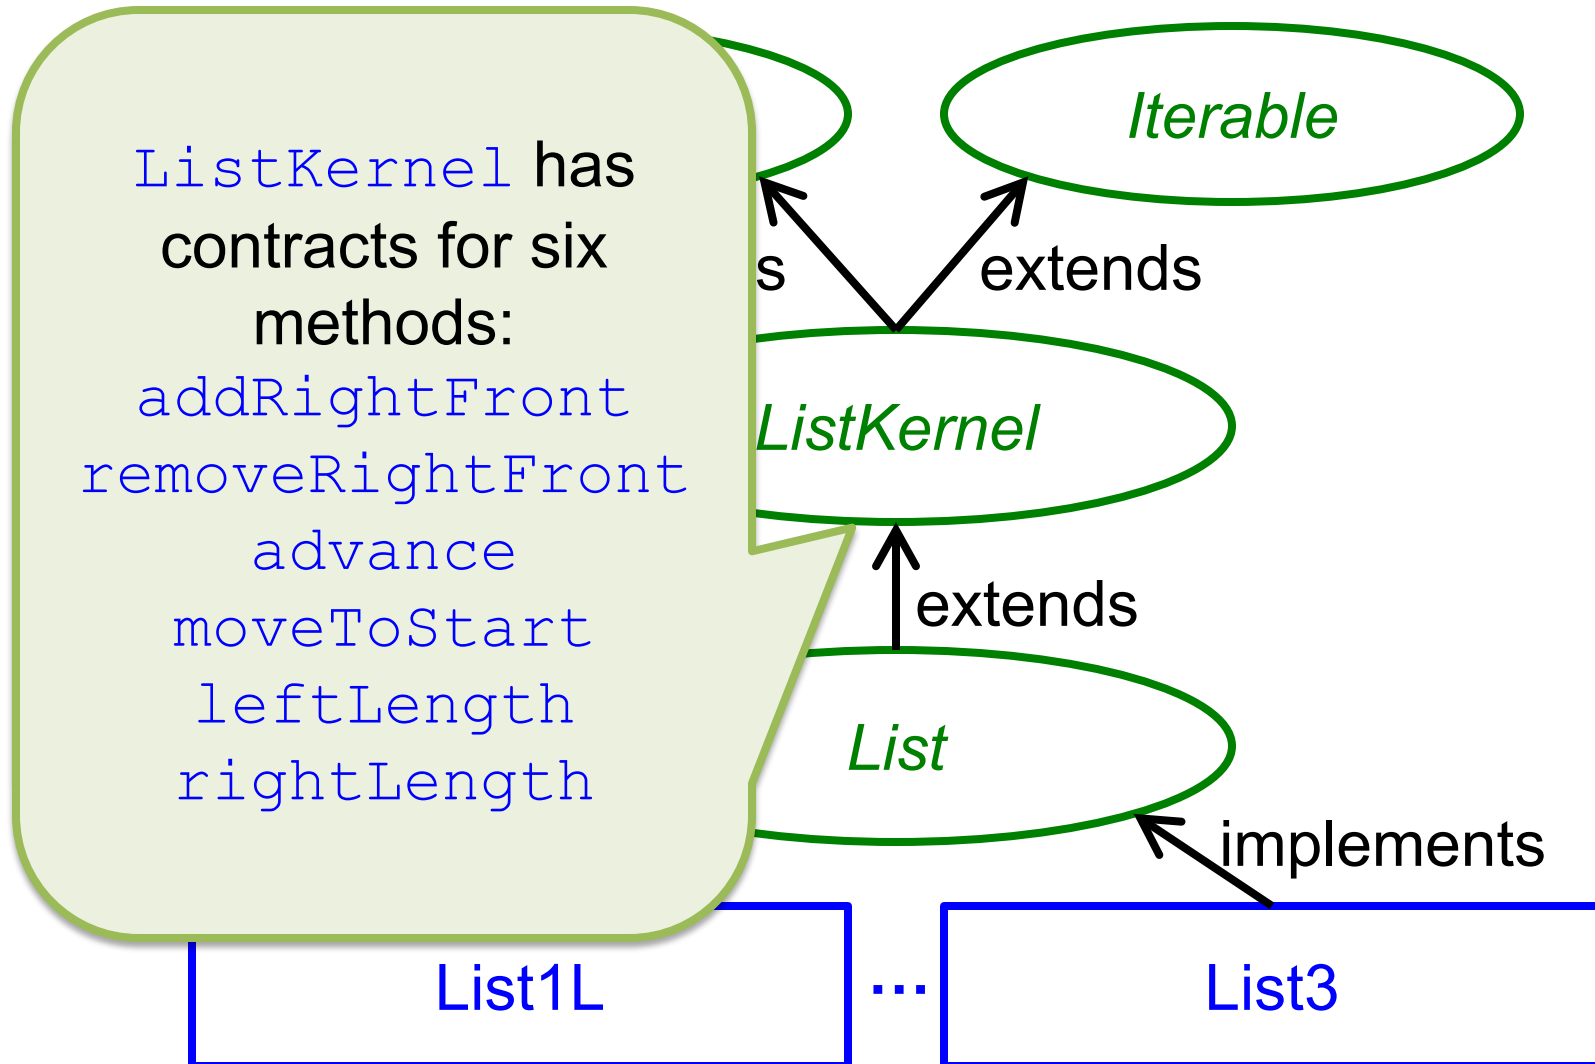 ListKernel has
contracts for six
methods:
addRightFront
removeRightFront
advance
moveToStart
leftLength
rightLength
Iterable
s
extends
ListKernel
extends
List
implements
List1L
...
List3